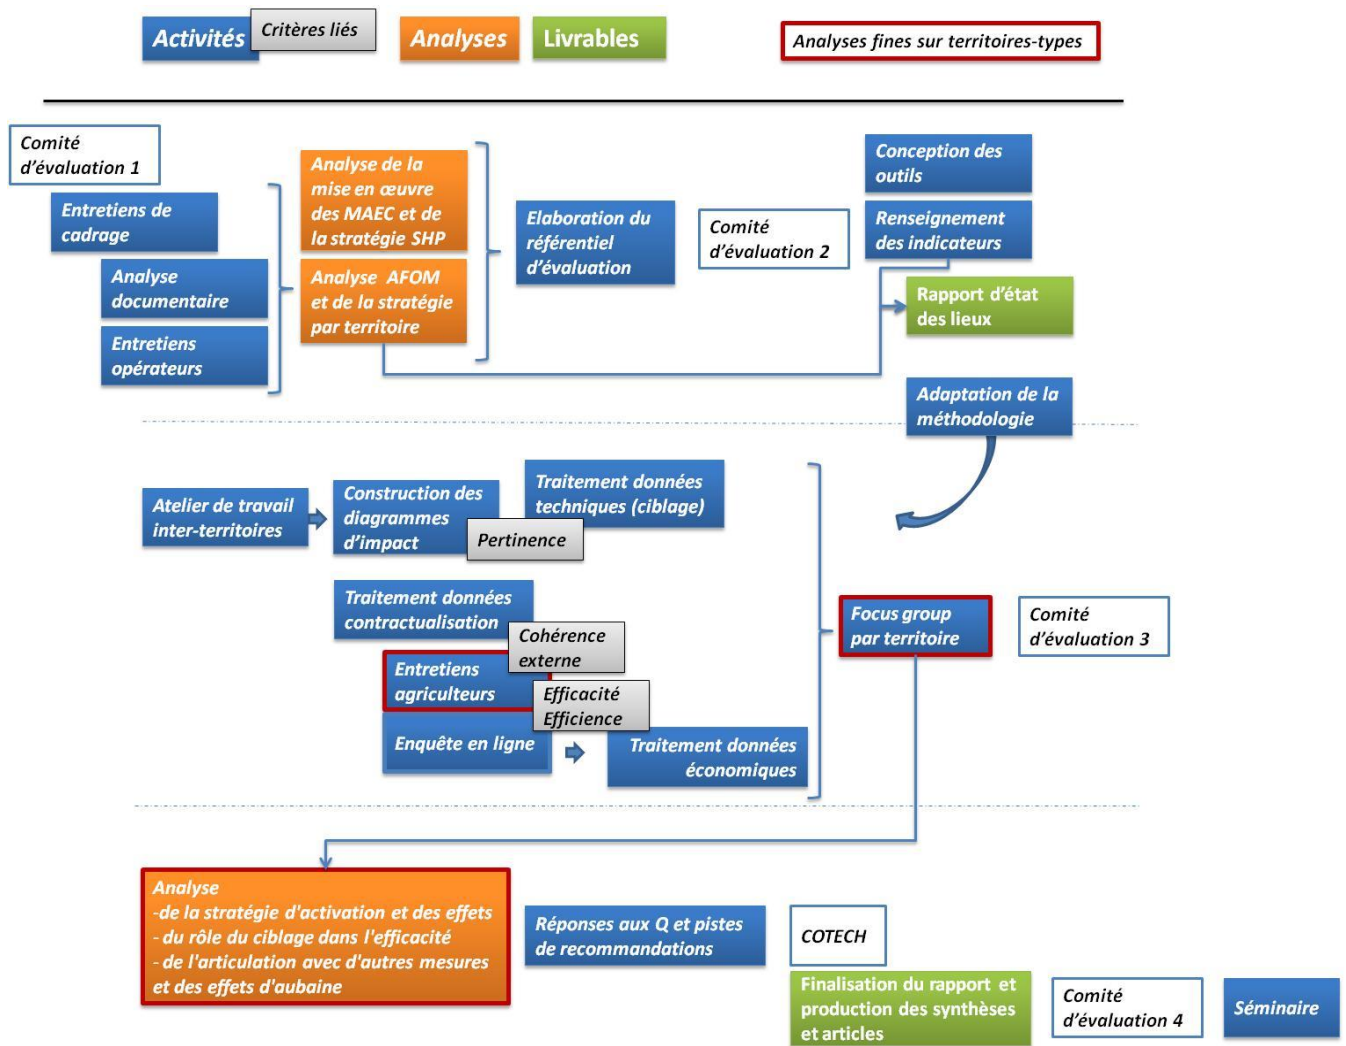 Activités
Critères liés
Analyses
Livrables
Analyses fines sur territoires-types
Comité
d’évaluation 1
Entretiens de
cadrage
Analyse
documentaire
Entretiens
opérateurs
Analyse de la
mise en œuvre
des MAEC et de
la stratégie SHP
Analyse AFOM
et de la stratégie
par territoire
Elaboration du
référentiel
d’évaluation
Comité
d’évaluation 2
Conception des
outils
Renseignement
des indicateurs
Rapport d’état
des lieux
Adaptation de la
méthodologie
Atelier de travail
inter-territoires
Construction des
diagrammes
d’impact
Traitement données
techniques (ciblage)
Pertinence
Traitement données
contractualisation
Cohérence
externe
Entretiens
agriculteurs
Efficacité
Efficience
Enquête en ligne
Traitement données
économiques
Focus group
par territoire
Comité
d’évaluation 3
Analyse
-de la stratégie d'activation et des effets
- du rôle du ciblage dans l'efficacité
- de l'articulation avec d'autres mesures
et des effets d'aubaine
Réponses aux Q et pistes
de recommandations
COTECH
Finalisation du rapport et
production des synthèses
et articles
Comité
d’évaluation 4
Séminaire